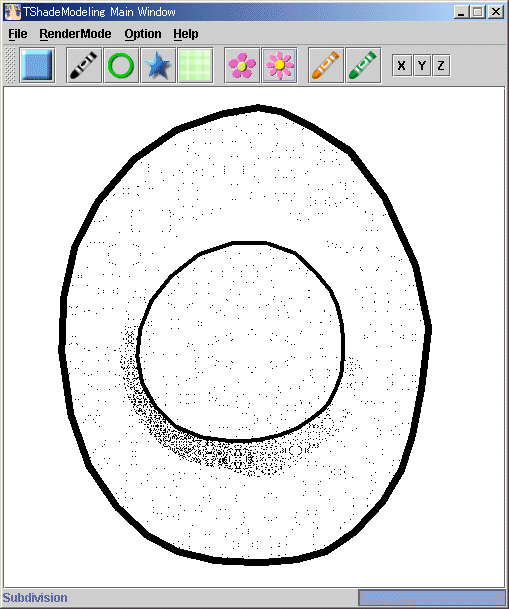 TShadeModeling Main Window
File RenderMode Option Help
X Y Z
Subdivision